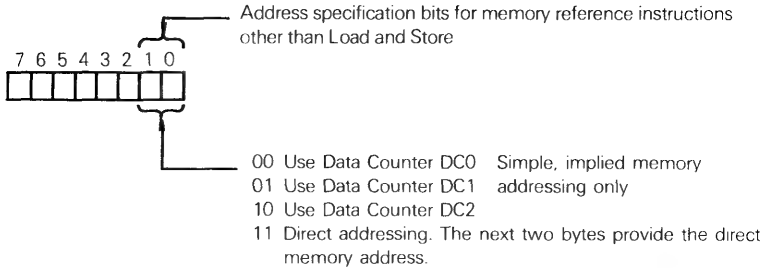 Address specification bits for memory reference instructions
other than Load and Store
7 6 5 4 3 2 1 0
00 Use Data Counter DC0 Simple, implied memory
01 Use Data Counter DC1 addressing only
10 Use Data Counter DC2
11 Direct addressing. The next two bytes provide the direct
memory address.